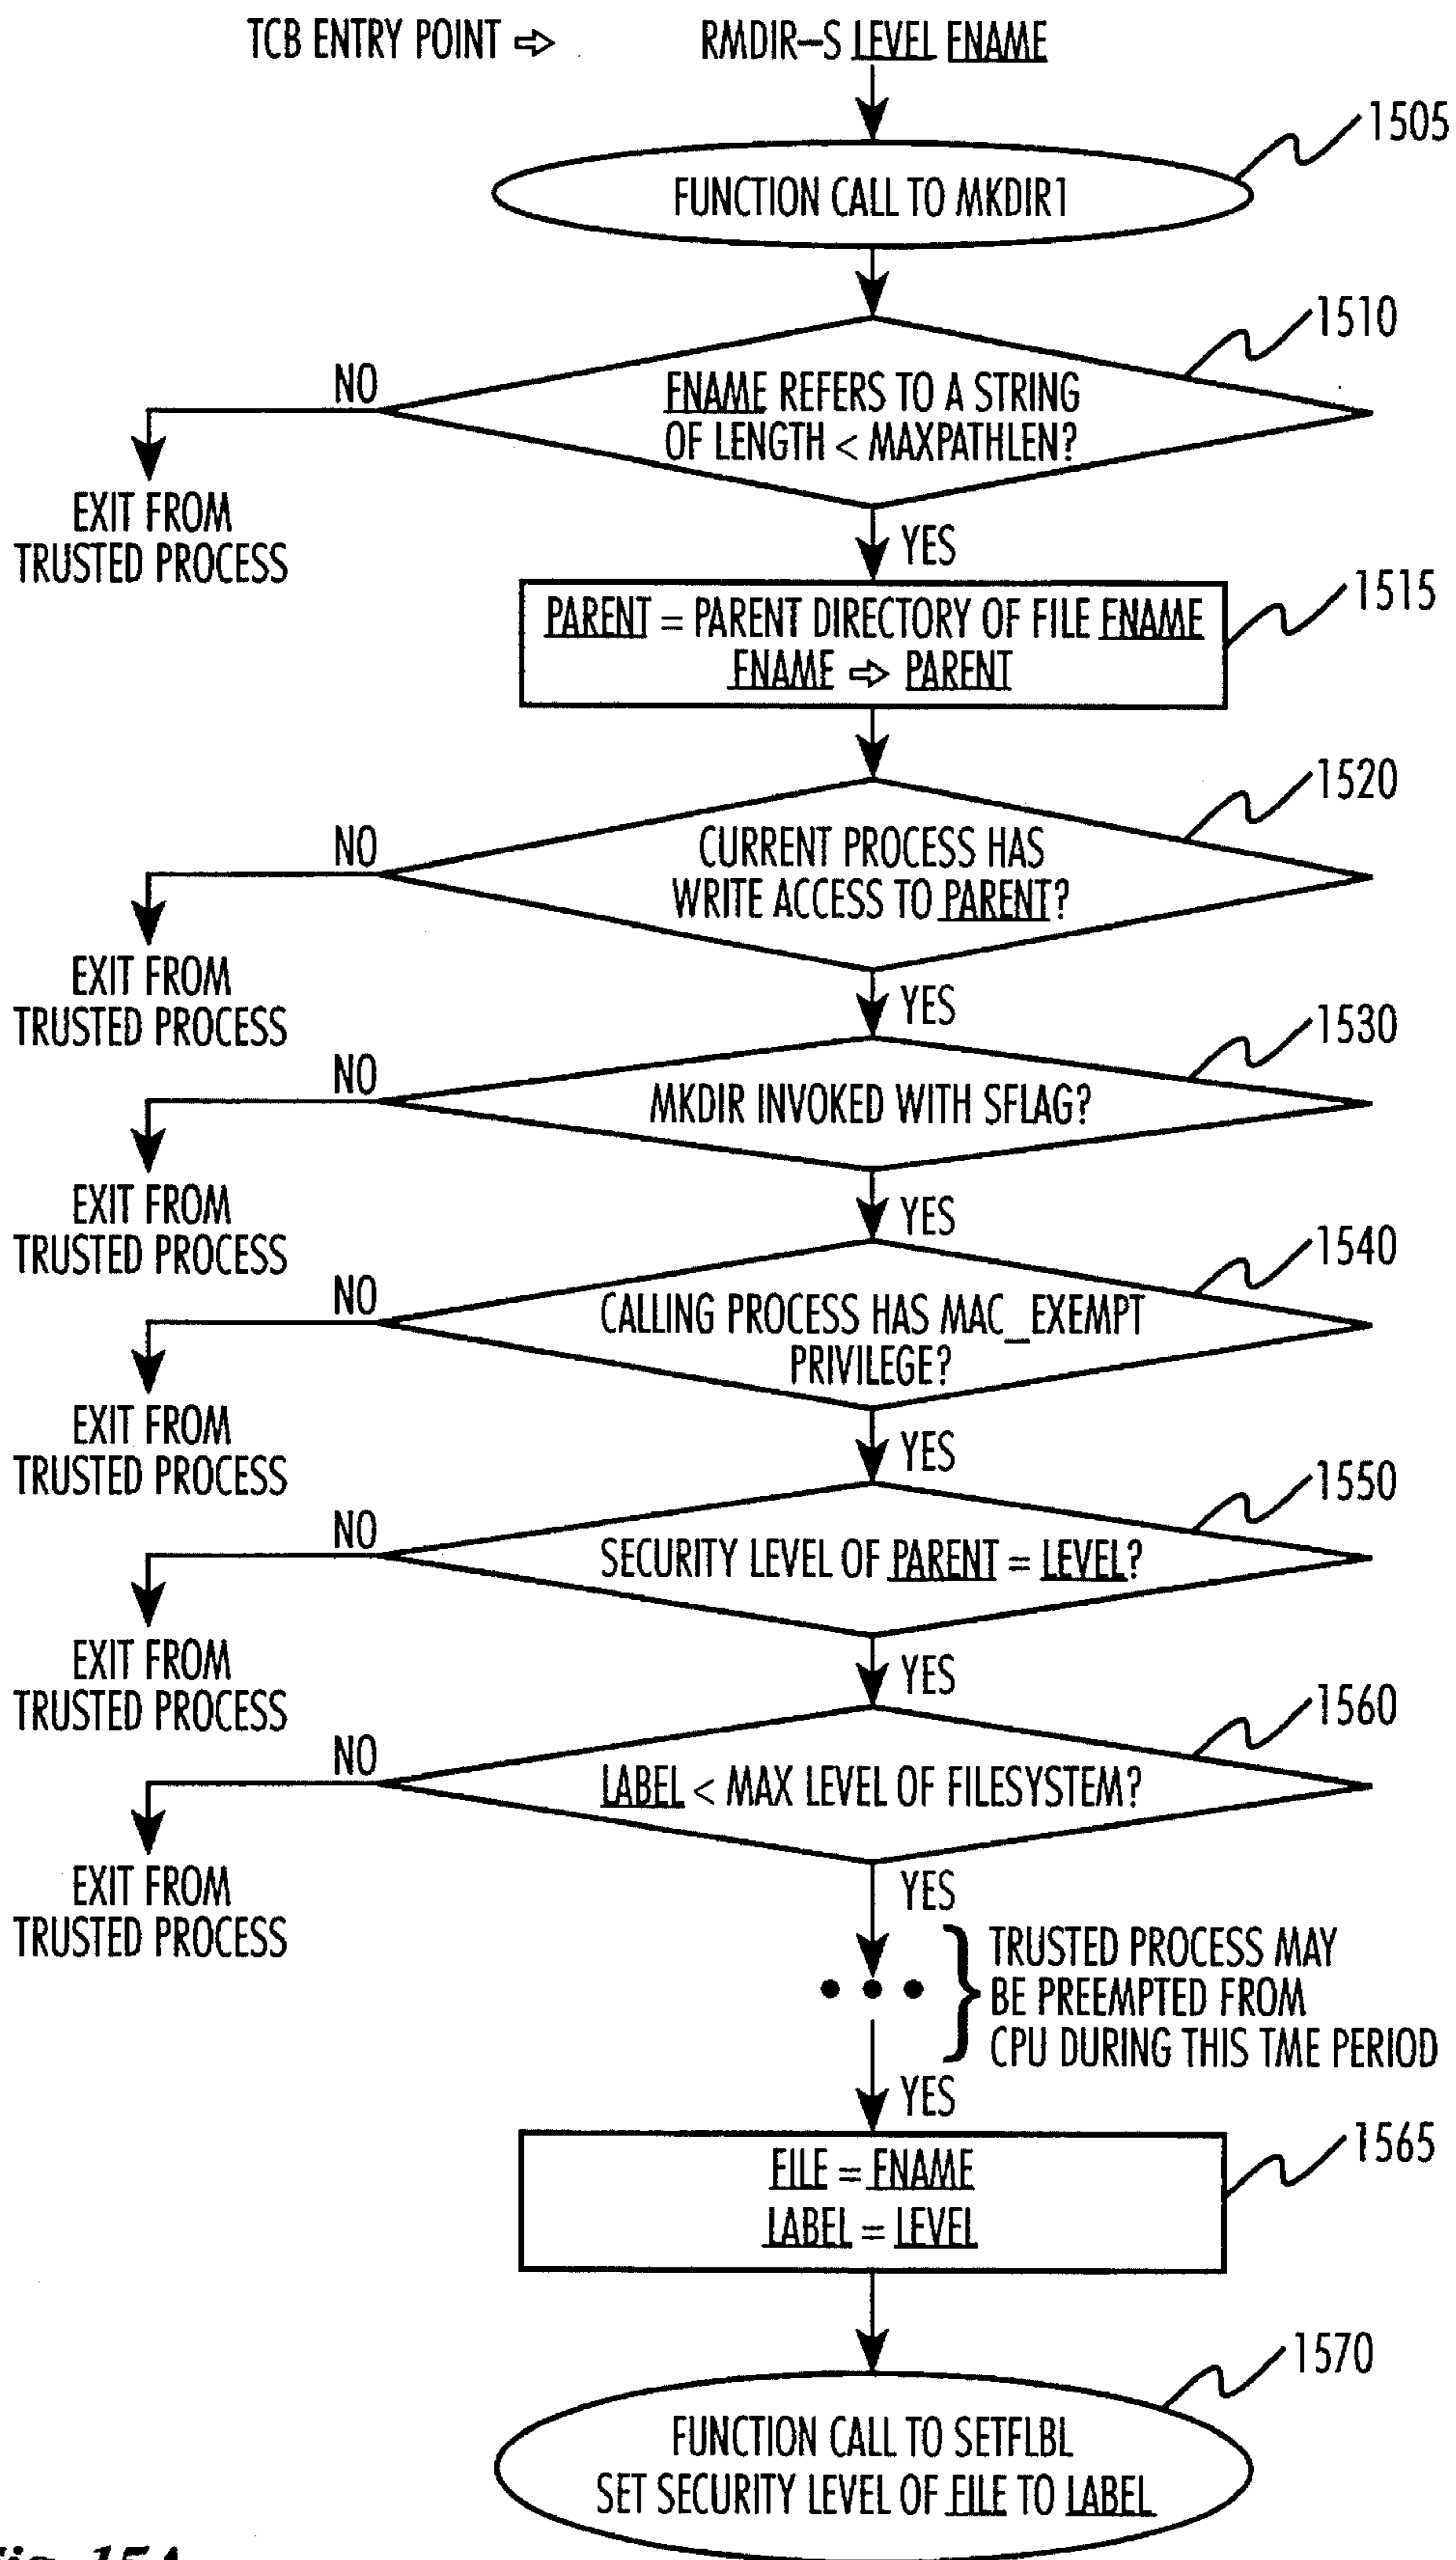 TCB ENTRY POINT ⇨ RMDIR–S LEVEL FNAME
1505
FUNCTION CALL TO MKDIR1
1510
FNAME REFERS TO A STRING
OF LENGTH < MAXPATHLEN?
NO
EXIT FROM
TRUSTED PROCESS
YES
1515
PARENT = PARENT DIRECTORY OF FILE FNAME
FNAME ⇨ PARENT
1520
CURRENT PROCESS HAS
WRITE ACCESS TO PARENT?
NO
EXIT FROM
TRUSTED PROCESS
YES
1530
MKDIR INVOKED WITH SFLAG?
NO
EXIT FROM
TRUSTED PROCESS
YES
1540
CALLING PROCESS HAS MAC_EXEMPT
PRIVILEGE?
NO
EXIT FROM
TRUSTED PROCESS
YES
1550
SECURITY LEVEL OF PARENT = LEVEL?
NO
EXIT FROM
TRUSTED PROCESS
YES
1560
LABEL < MAX LEVEL OF FILESYSTEM?
NO
EXIT FROM
TRUSTED PROCESS
YES
TRUSTED PROCESS MAY
BE PREEMPTED FROM
CPU DURING THIS TME PERIOD
YES
1565
FILE = FNAME
LABEL = LEVEL
1570
FUNCTION CALL TO SETFLBL
SET SECURITY LEVEL OF FILE TO LABEL